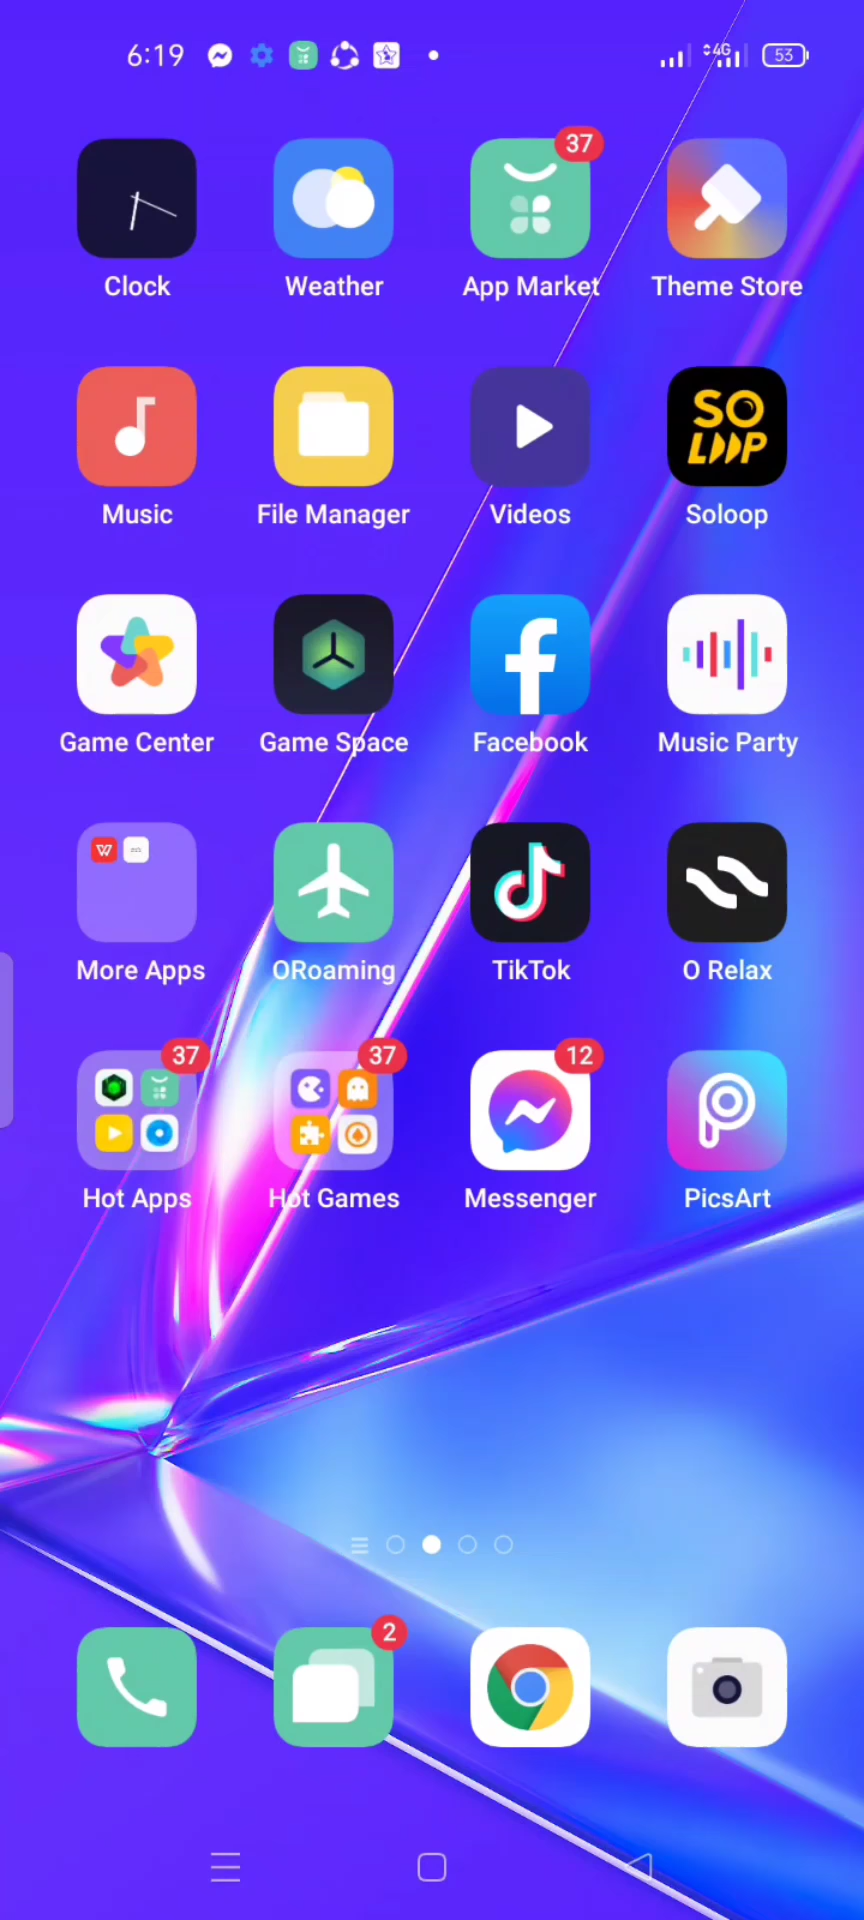 6:19 4G 53
37
Clock Weather App Market Theme Store
SO
LOOP
Music File Manager Videos Soloop
Game Center Game Space Facebook Music Party
More Apps ORoaming TikTok O Relax
37 37 12
Hot Apps Hot Games Messenger PicsArt
2